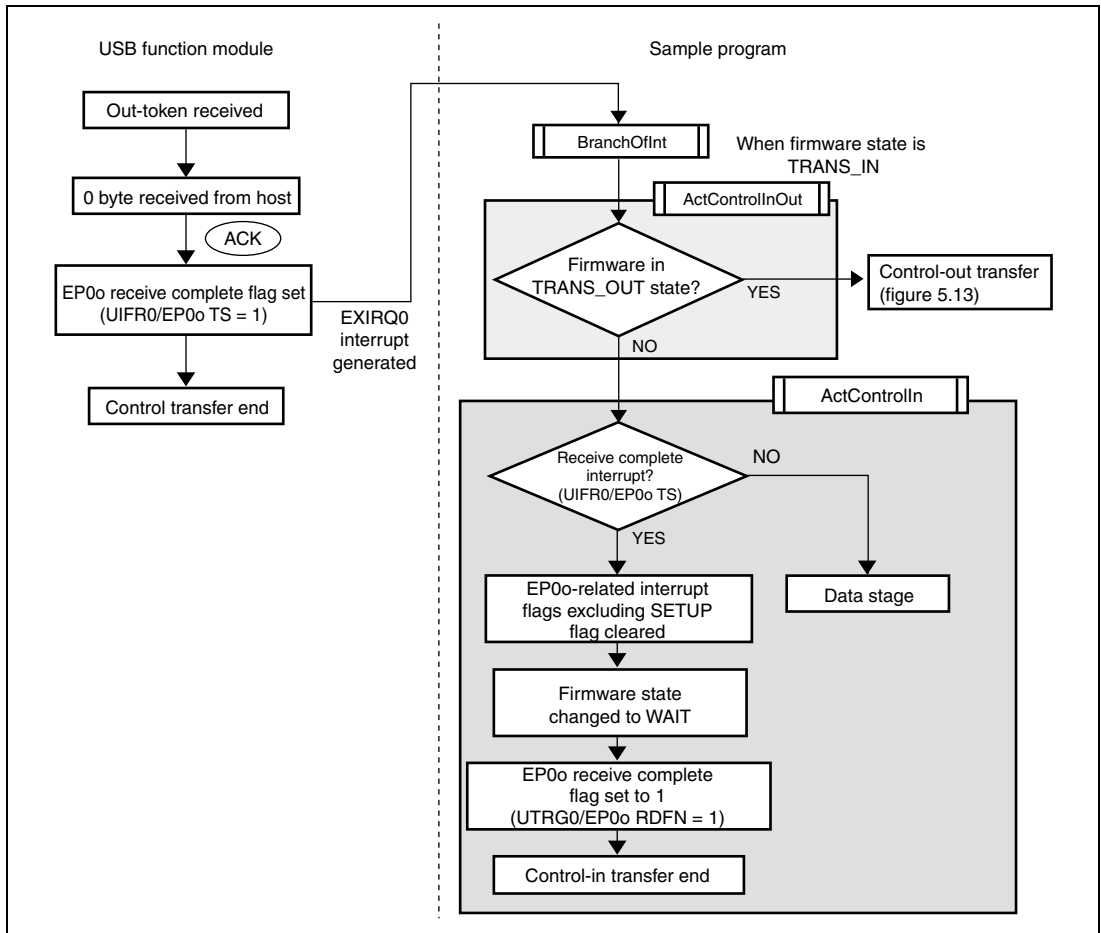 USB function module
Sample program
Out-token received
0 byte received from host
ACK
EP0o receive complete flag set
(UIFR0/EP0o TS = 1)
EXIRQ0
interrupt
generated
Control transfer end
BranchOfInt
When firmware state is
TRANS_IN
ActControlInOut
Firmware in
TRANS_OUT state?
YES
Control-out transfer
(figure 5.13)
NO
ActControlIn
Receive complete
interrupt?
(UIFR0/EP0o TS)
NO
YES
EP0o-related interrupt
flags excluding SETUP
flag cleared
Data stage
Firmware state
changed to WAIT
EP0o receive complete
flag set to 1
(UTRG0/EP0o RDFN = 1)
Control-in transfer end